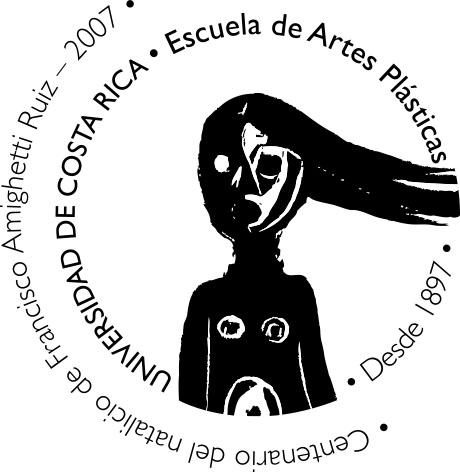 UNIVERSIDAD DE COSTA RICA • Escuela de Artes Plásticas
• Desde 1897 •
• Centenario del natalicio de Francisco Amighetti Ruiz – 2007 •